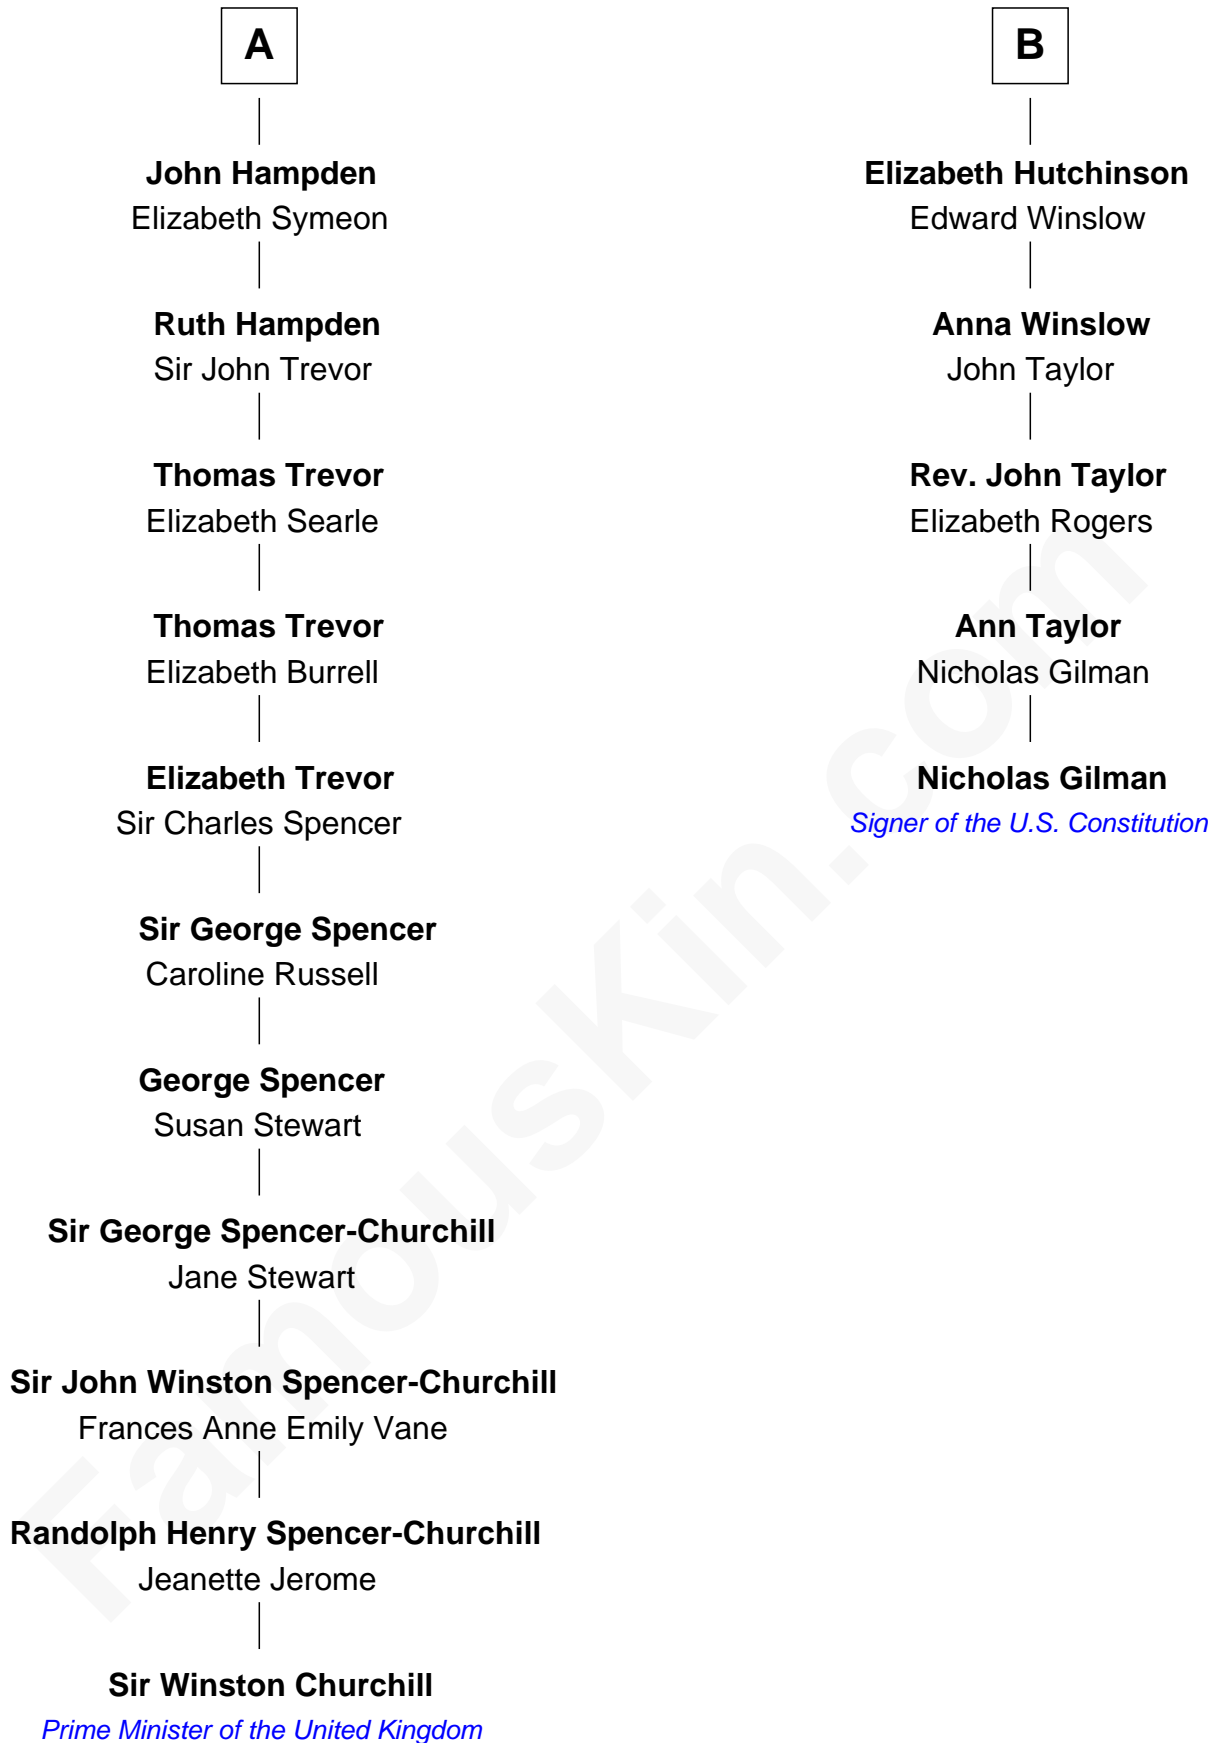 A
John Hampden
Elizabeth Symeon
Ruth Hampden
Sir John Trevor
Thomas Trevor
Elizabeth Searle
Thomas Trevor
Elizabeth Burrell
Elizabeth Trevor
Sir Charles Spencer
Sir George Spencer
Caroline Russell
George Spencer
Susan Stewart
Sir George Spencer-Churchill
Jane Stewart
Sir John Winston Spencer-Churchill
Frances Anne Emily Vane
Randolph Henry Spencer-Churchill
Jeanette Jerome
Sir Winston Churchill
Prime Minister of the United Kingdom
B
Elizabeth Hutchinson
Edward Winslow
Anna Winslow
John Taylor
Rev. John Taylor
Elizabeth Rogers
Ann Taylor
Nicholas Gilman
Nicholas Gilman
Signer of the U.S. Constitution
FamousKin.com